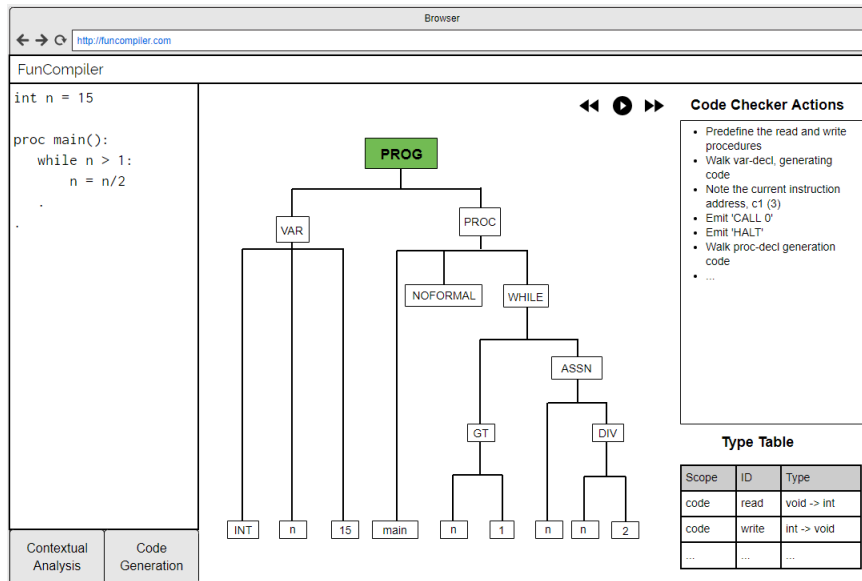 Browser
http://funcompiler.com
FunCompiler
int n = 15
proc main():
while n > 1:
n = n/2
.
.
Contextual
Analysis
Code
Generation
PROG
VAR
PROC
NOFORMAL
WHILE
ASSN
GT
DIV
INT
n
15
main
n
1
n
n
2
Code Checker Actions
• Predefine the read and write
procedures
• Walk var-decl, generating
code
• Note the current instruction
address, c1 (3)
• Emit 'CALL 0'
• Emit 'HALT'
• Walk proc-decl generation
code
• ...
Type Table
Scope ID Type
code read void -> int
code write int -> void
... ... ...